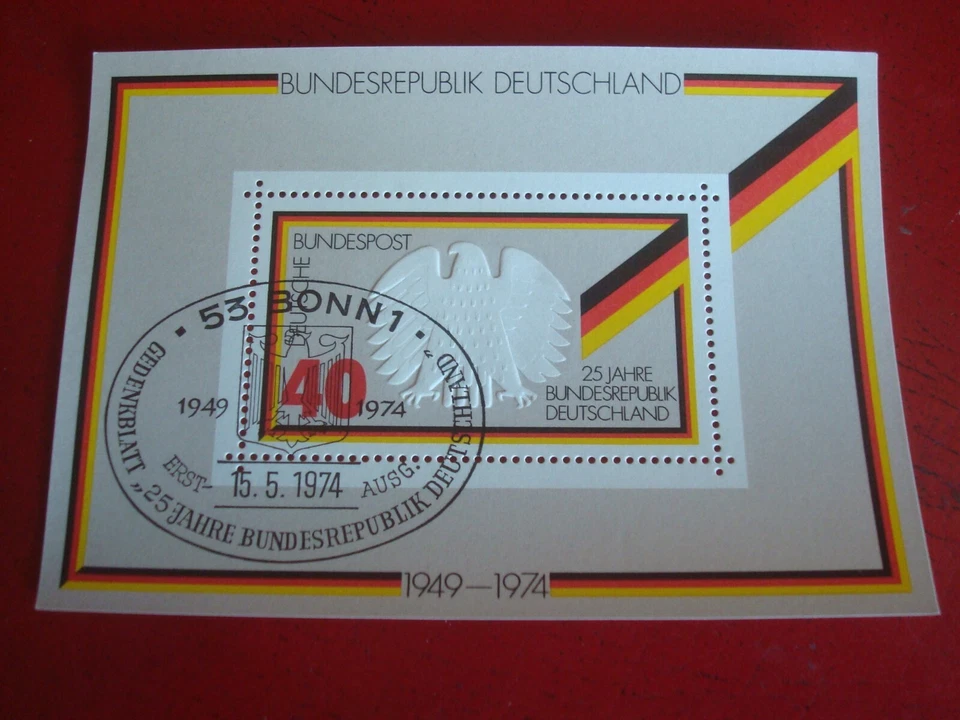 BUNDESREPUBLIK DEUTSCHLAND
DEUTSCHE
BUNDESPOST
40
25 JAHRE
BUNDESREPUBLIK
DEUTSCHLAND
53 BONN 1
GEDENKBLATT „25 JAHRE BUNDESREPUBLIK DEUTSCHLAND“
1949 1974
ERST- AUSG.
15.5.1974
1949—1974